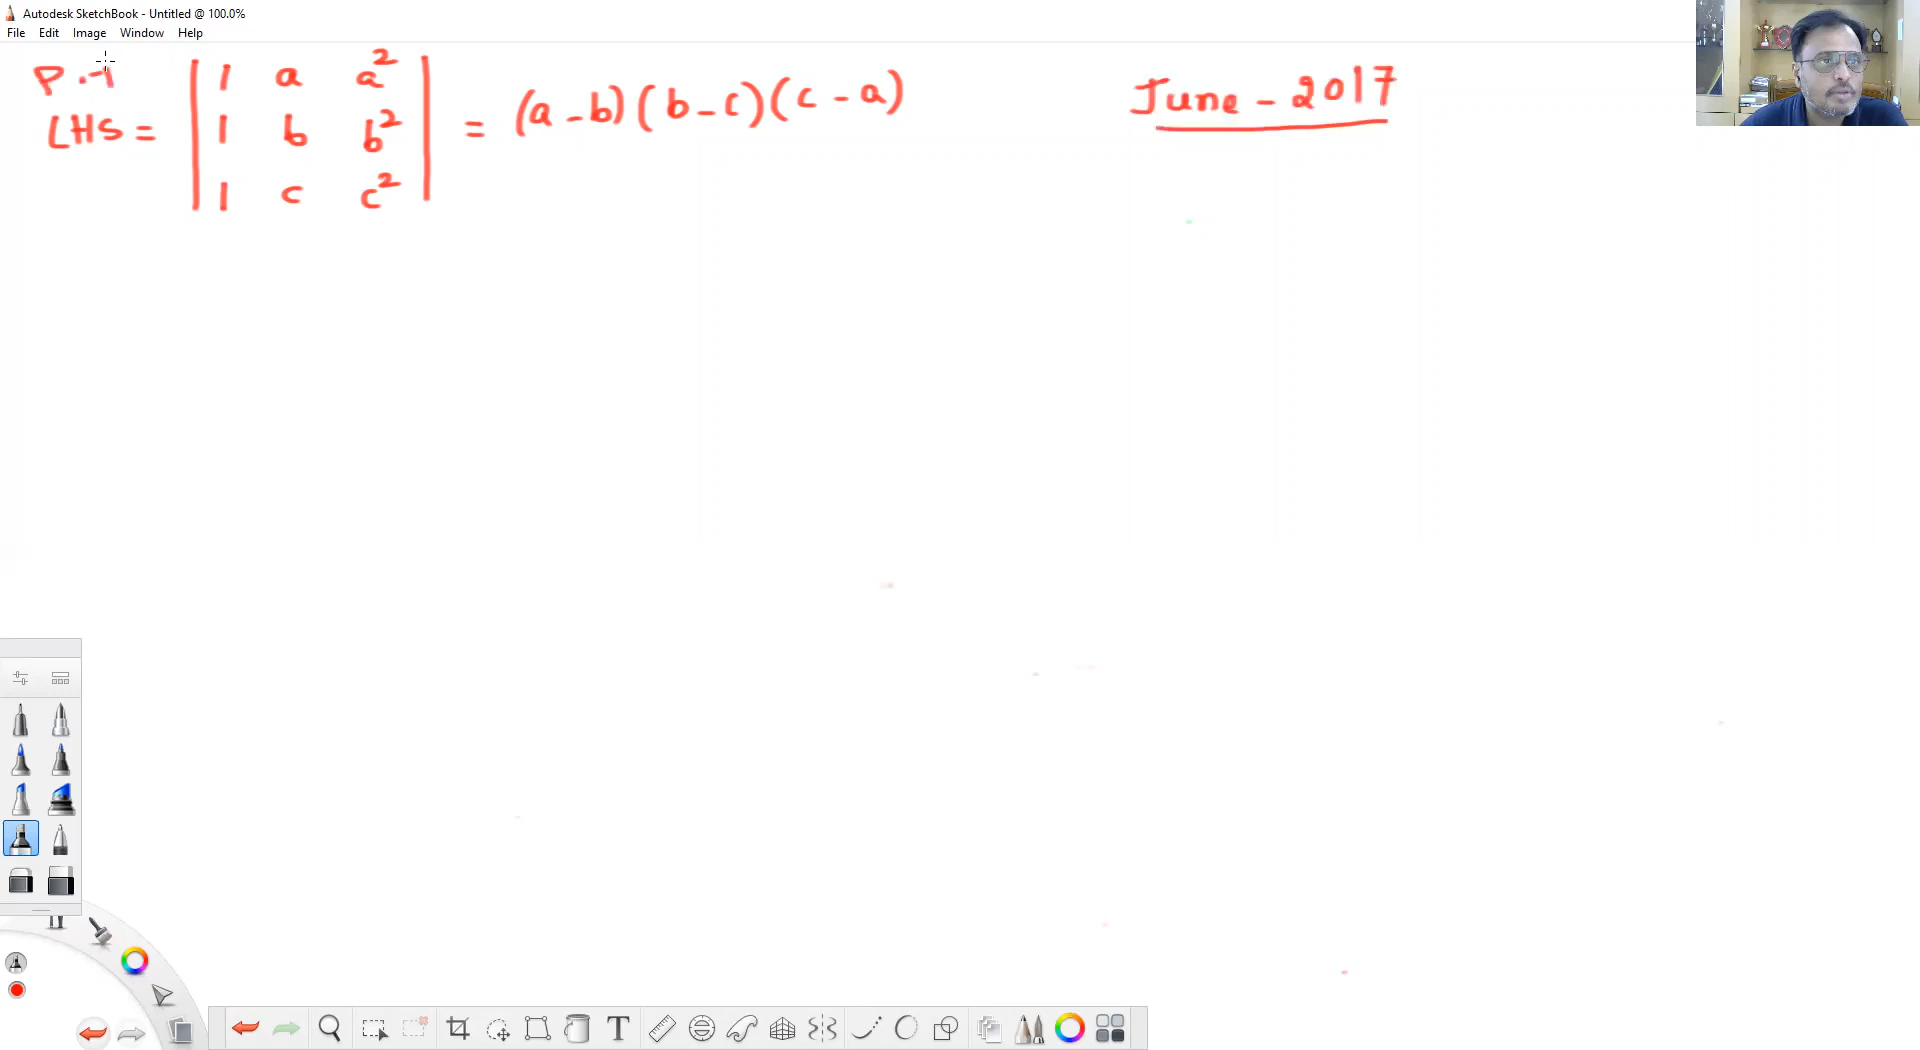 Autodesk SketchBook - Untitled @ 100.0%
File Edit Image Window Help
P.T
LHS = | 1 a a² | = (a-b)(b-c)(c-a)
| 1 b b² |
| 1 c c² |
June - 2017
T